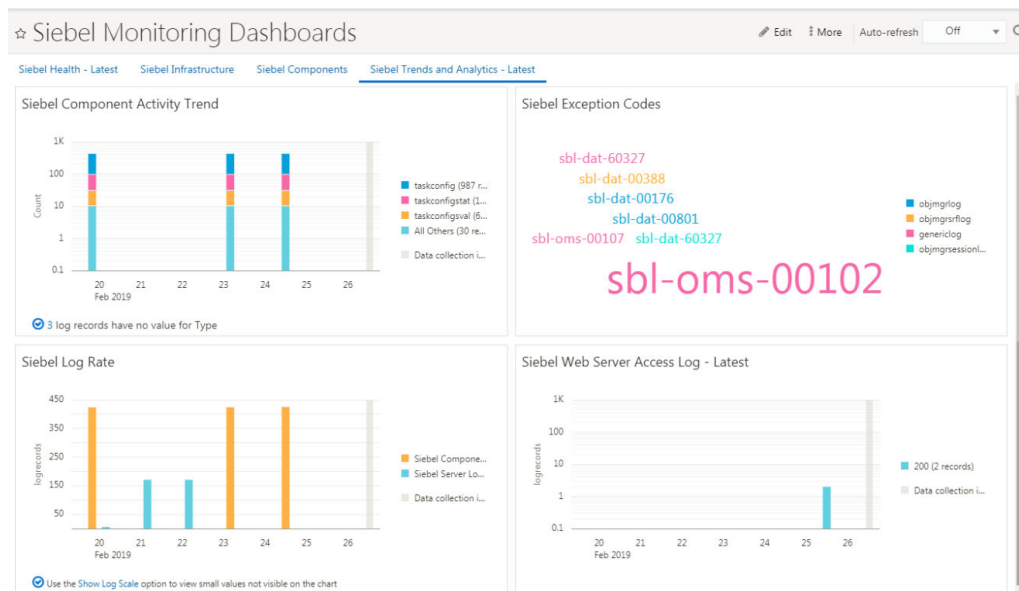 Siebel Monitoring Dashboards
Edit
More
Auto-refresh
Off
Siebel Health - Latest
Siebel Infrastructure
Siebel Components
Siebel Trends and Analytics - Latest
Siebel Component Activity Trend
1K
100
10
1
0.1
Count
20 21 22 23 24 25 26
Feb 2019
taskconfig (987 r...
taskconfigstat (1...
taskconfigsval (6...
All Others (30 re...
Data collection i...
3 log records have no value for Type
Siebel Exception Codes
sbl-dat-60327
sbl-dat-00388
sbl-dat-00176
sbl-dat-00801
sbl-oms-00107 sbl-dat-60327
sbl-oms-00102
objmgrlog
objmgrsrflog
genericlog
objmgrsessionl...
Siebel Log Rate
450
350
250
150
50
logrecords
20 21 22 23 24 25 26
Feb 2019
Siebel Compone...
Siebel Server Lo...
Data collection i...
Use the Show Log Scale option to view small values not visible on the chart
Siebel Web Server Access Log - Latest
1K
100
10
1
0.1
logrecords
20 21 22 23 24 25 26
Feb 2019
200 (2 records)
Data collection i...